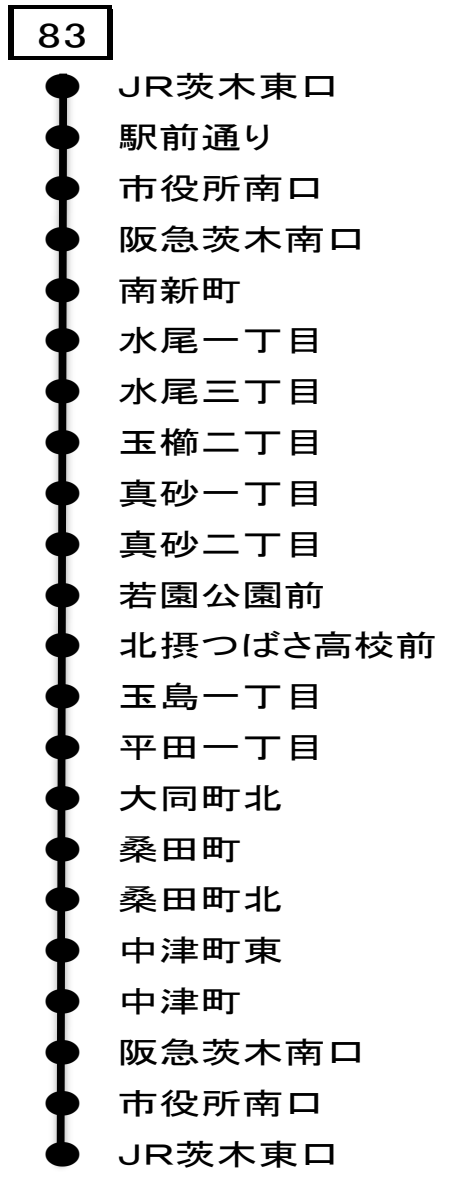 83
JR茨木東口
駅前通り
市役所南口
阪急茨木南口
南新町
水尾一丁目
水尾三丁目
玉櫛二丁目
真砂一丁目
真砂二丁目
若園公園前
北摂つばさ高校前
玉島一丁目
平田一丁目
大同町北
桑田町
桑田町北
中津町東
中津町
阪急茨木南口
市役所南口
JR茨木東口